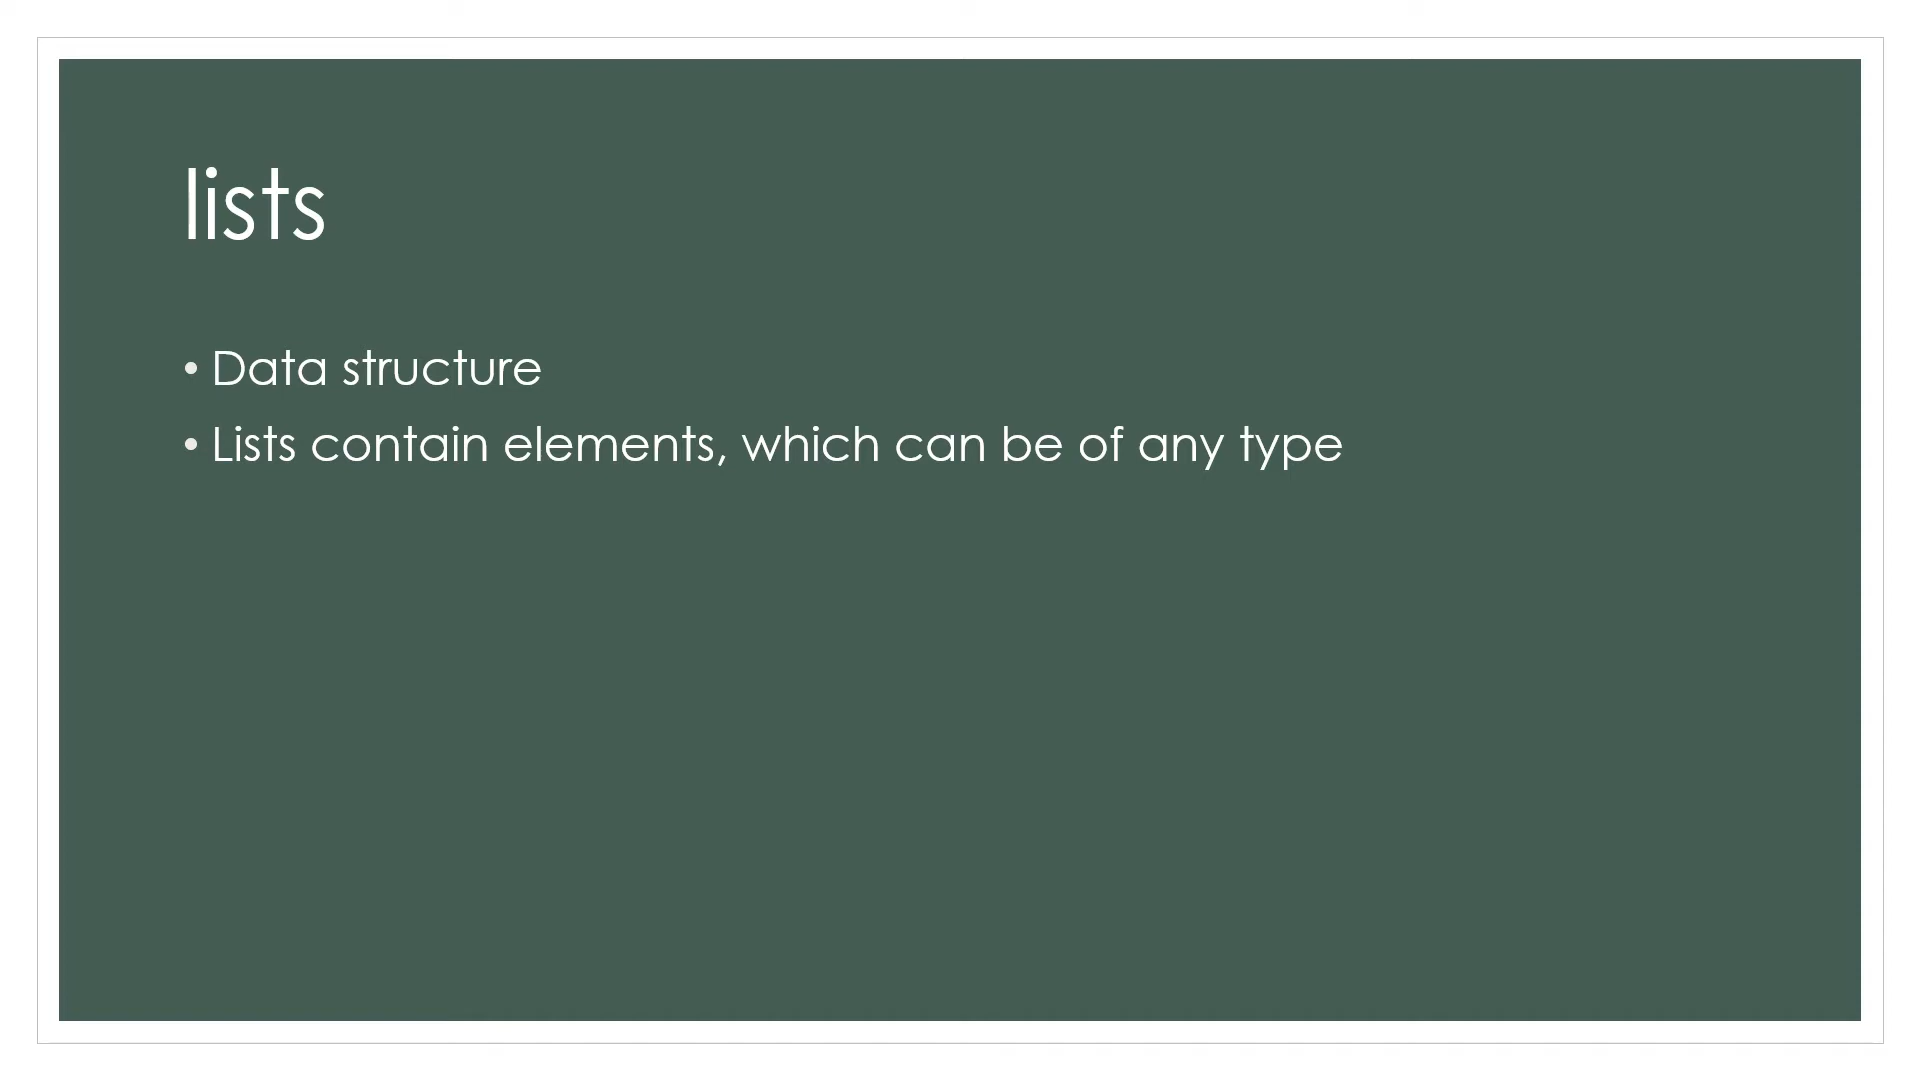 lists
• Data structure
• Lists contain elements, which can be of any type